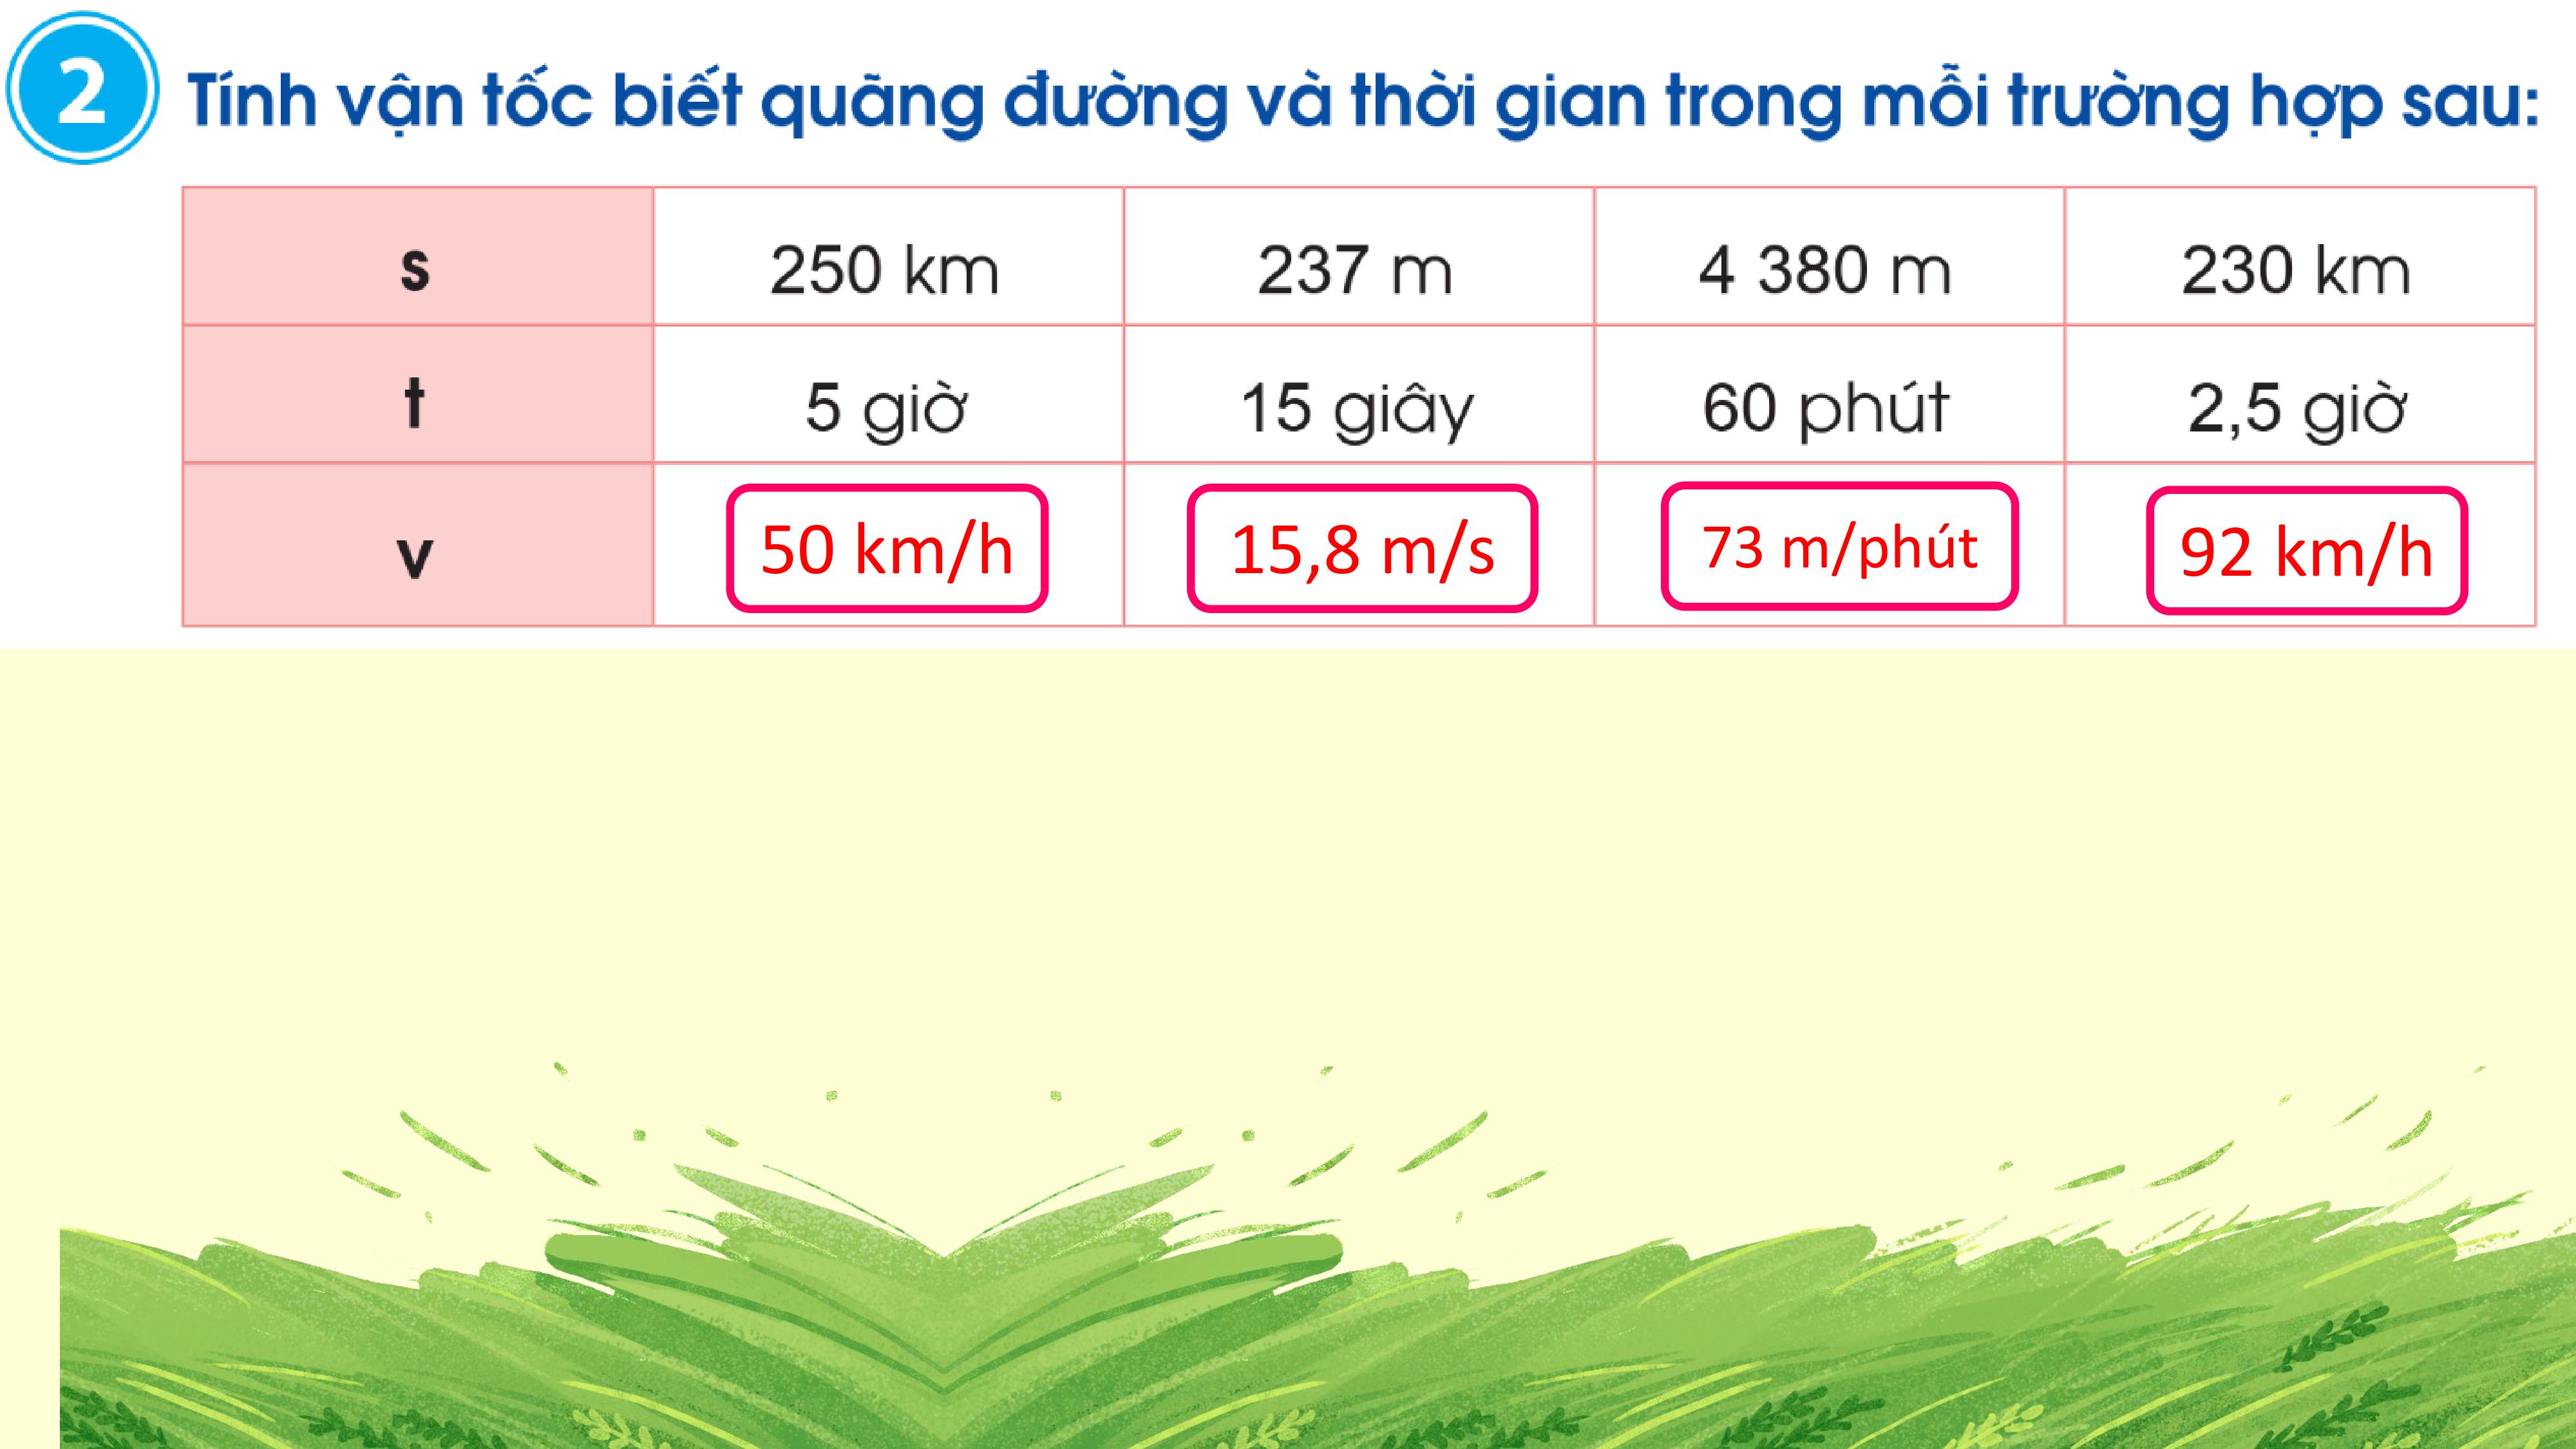 2 Tính vận tốc biết quãng đường và thời gian trong mỗi trường hợp sau:
s 250 km 237 m 4 380 m 230 km
t 5 giờ 15 giây 60 phút 2,5 giờ
v 50 km/h 15,8 m/s 73 m/phút 92 km/h